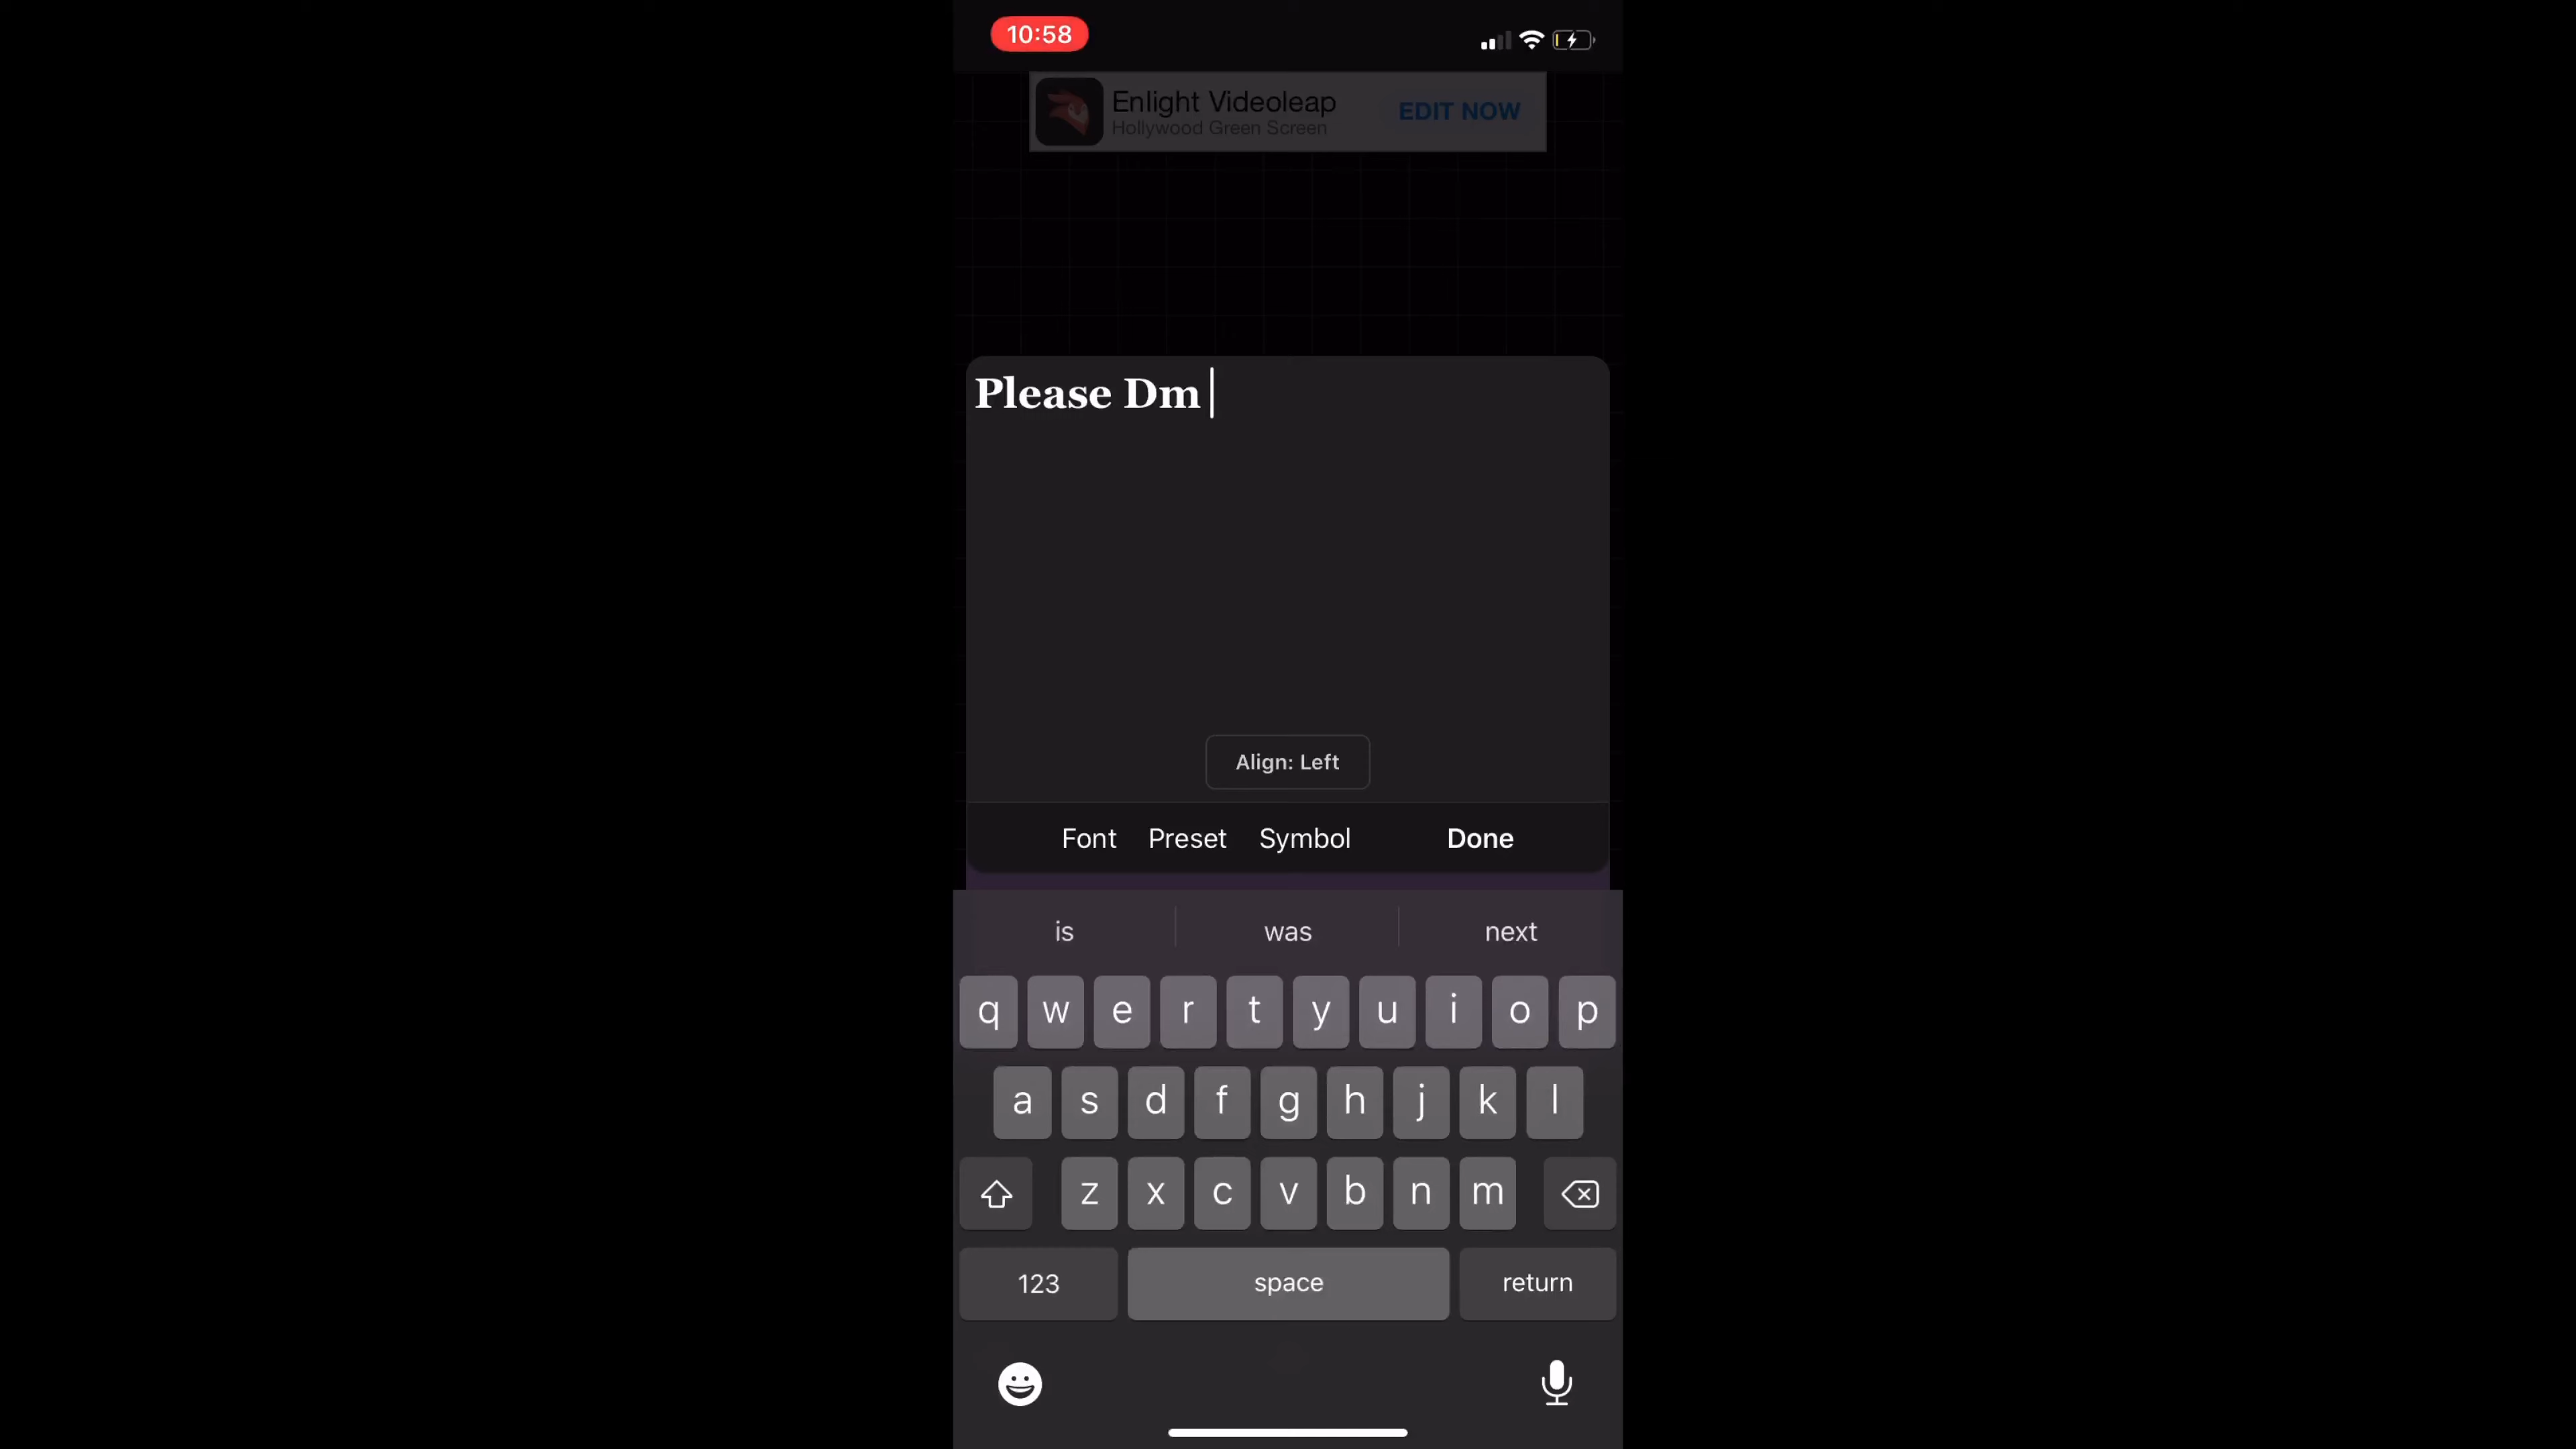 10:58
Enlight Videoleap
Hollywood Green Screen
EDIT NOW
Please Dm
Align: Left
Font Preset Symbol Done
is was next
q w e r t y u i o p
a s d f g h j k l
z x c v b n m
123 space return